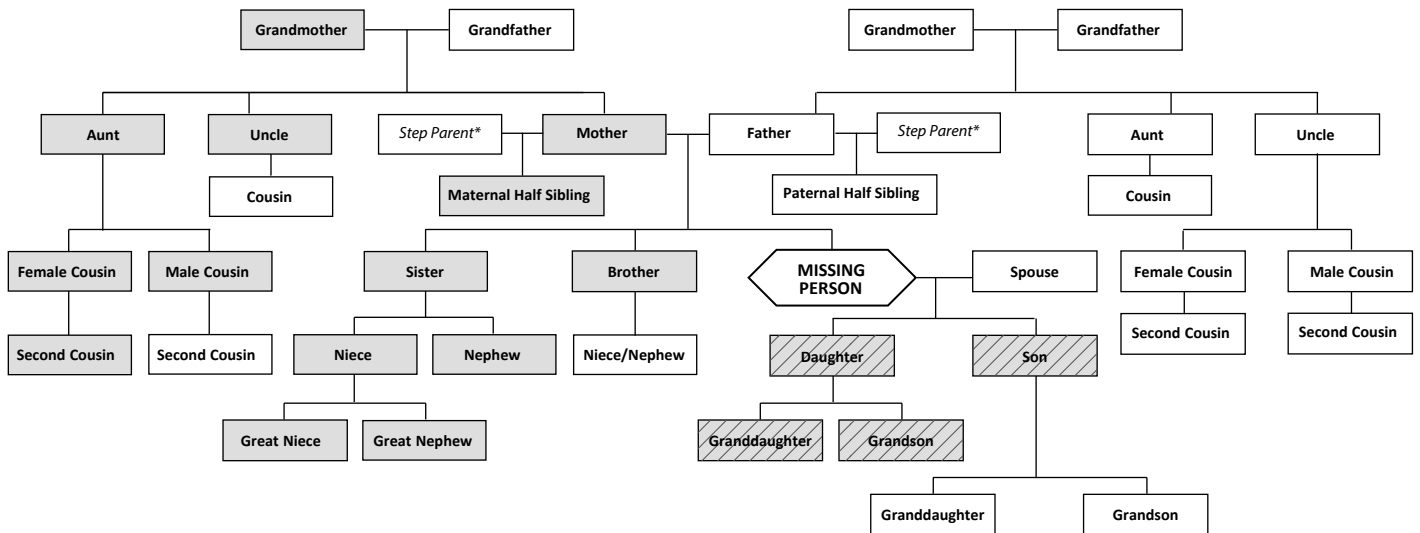 Grandmother
Grandfather
Grandmother
Grandfather
Aunt
Uncle
Step Parent*
Mother
Father
Step Parent*
Aunt
Uncle
Cousin
Maternal Half Sibling
Paternal Half Sibling
Cousin
Female Cousin
Male Cousin
Sister
Brother
MISSING
PERSON
Spouse
Female Cousin
Male Cousin
Second Cousin
Second Cousin
Niece
Nephew
Niece/Nephew
Daughter
Son
Second Cousin
Second Cousin
Great Niece
Great Nephew
Granddaughter
Grandson
Granddaughter
Grandson